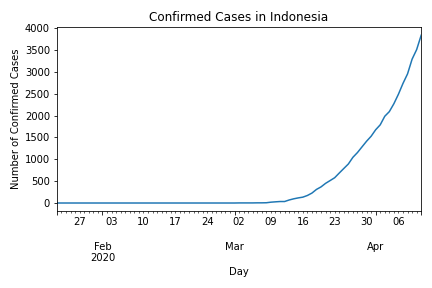 Confirmed Cases in Indonesia
Number of Confirmed Cases
4000
3500
3000
2500
2000
1500
1000
500
0
27 03 10 17 24 02 09 16 23 30 06
Feb Mar Apr
2020
Day